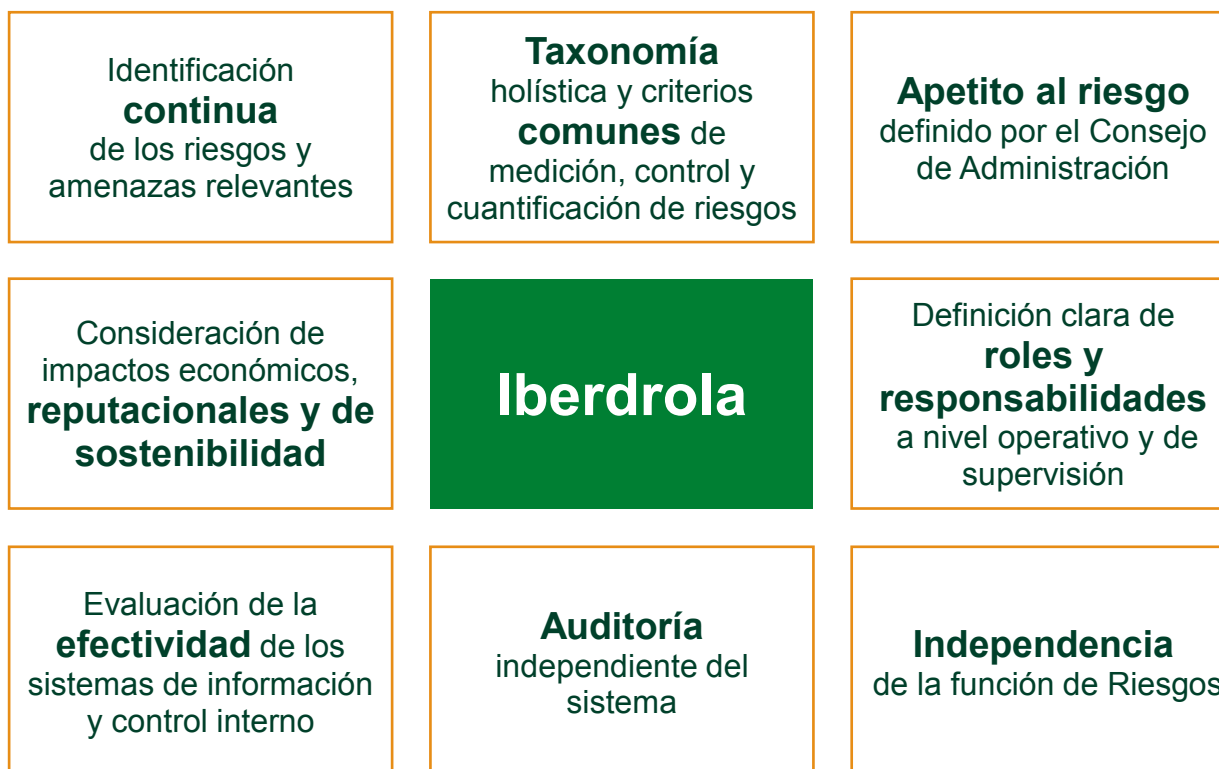 Identificación
continua
de los riesgos y
amenazas relevantes
Taxonomía
holística y criterios
comunes de
medición, control y
cuantificación de riesgos
Apetito al riesgo
definido por el Consejo
de Administración
Consideración de
impactos económicos,
reputacionales y de
sostenibilidad
Iberdrola
Definición clara de
roles y
responsabilidades
a nivel operativo y de
supervisión
Evaluación de la
efectividad de los
sistemas de información
y control interno
Auditoría
independiente del
sistema
Independencia
de la función de Riesgos